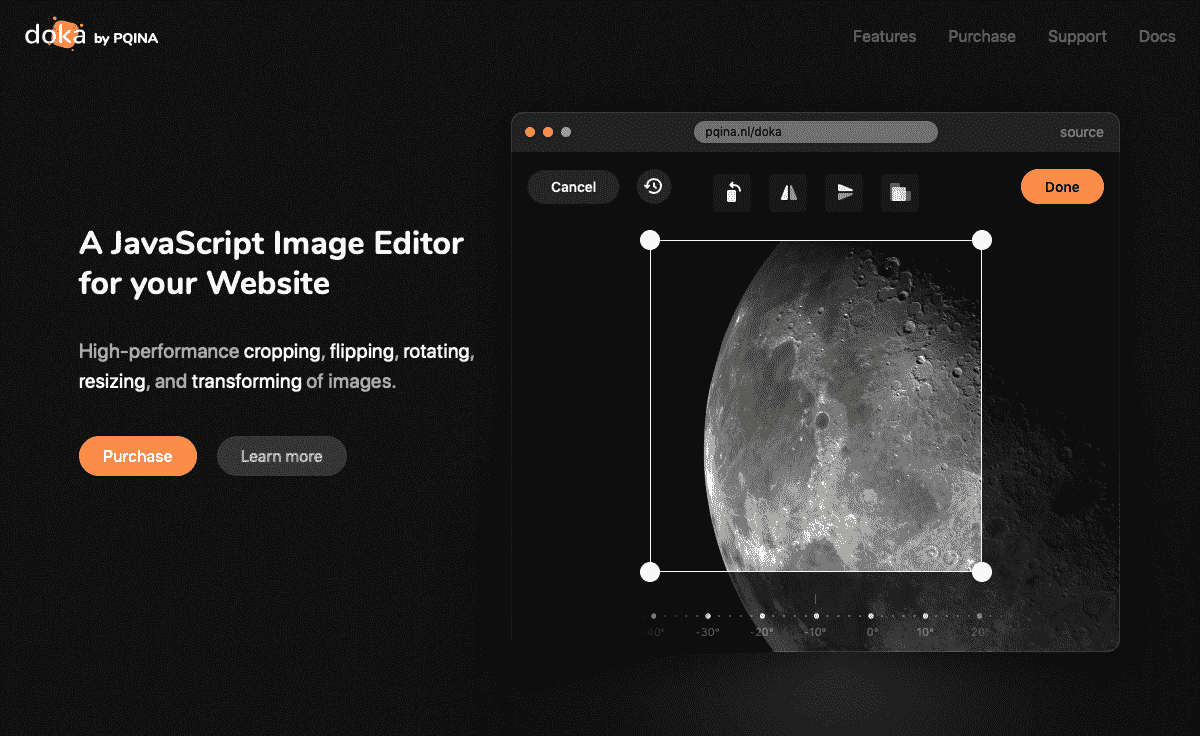 doka by PQINA
Features Purchase Support Docs
pqina.nl/doka
source
Cancel
Done
A JavaScript Image Editor
for your Website
High-performance cropping, flipping, rotating,
resizing, and transforming of images.
Purchase
Learn more
-40° -30° -20° -10° 0° 10° 20°